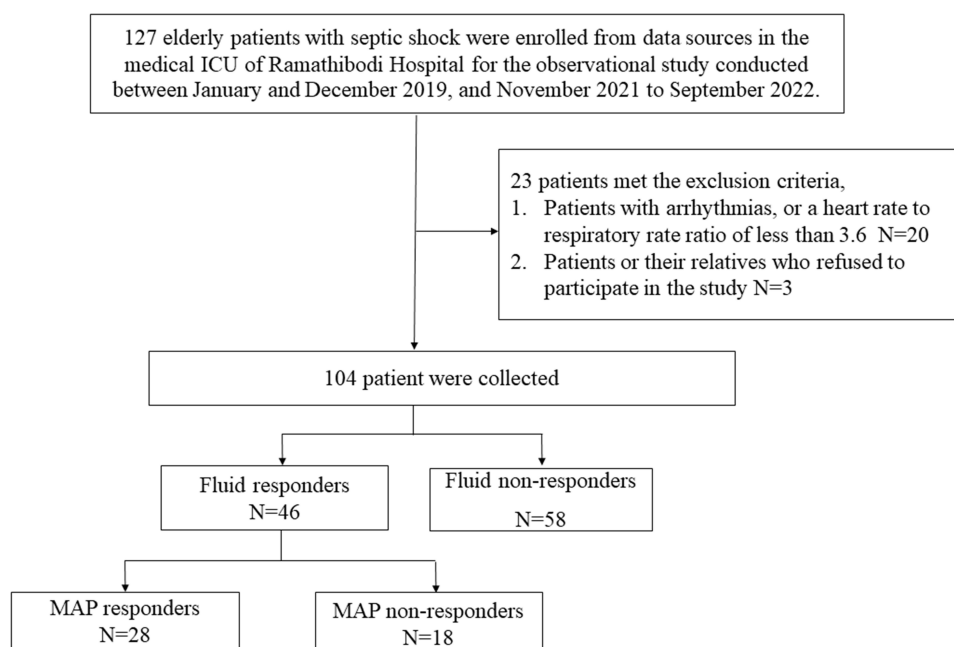 127 elderly patients with septic shock were enrolled from data sources in the
medical ICU of Ramathibodi Hospital for the observational study conducted
between January and December 2019, and November 2021 to September 2022.
23 patients met the exclusion criteria,
1. Patients with arrhythmias, or a heart rate to
respiratory rate ratio of less than 3.6 N=20
2. Patients or their relatives who refused to
participate in the study N=3
104 patient were collected
Fluid responders
N=46
Fluid non-responders
N=58
MAP responders
N=28
MAP non-responders
N=18